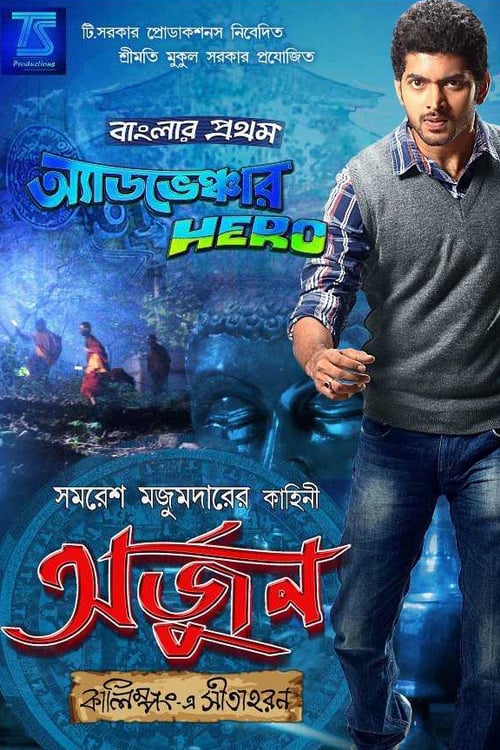 TS
Productions
টি.সরকার প্রোডাকশনস নিবেদিত
শ্রীমতি মুকুল সরকার প্রযোজিত
বাংলার প্রথম
অ্যাডভেঞ্চার
HERO
সমরেশ মজুমদারের কাহিনী
অর্জুন
কালিম্পং-এ সীতাহরন